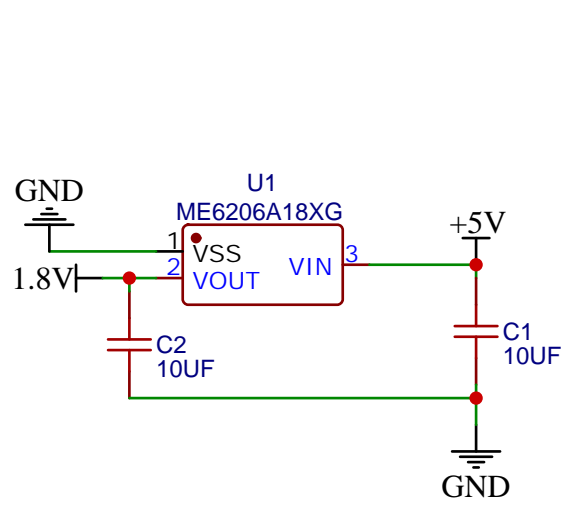 U1
ME6206A18XG
GND
+5V
1
VSS
3
VIN
2
VOUT
1.8V
C1
10UF
C2
10UF
GND